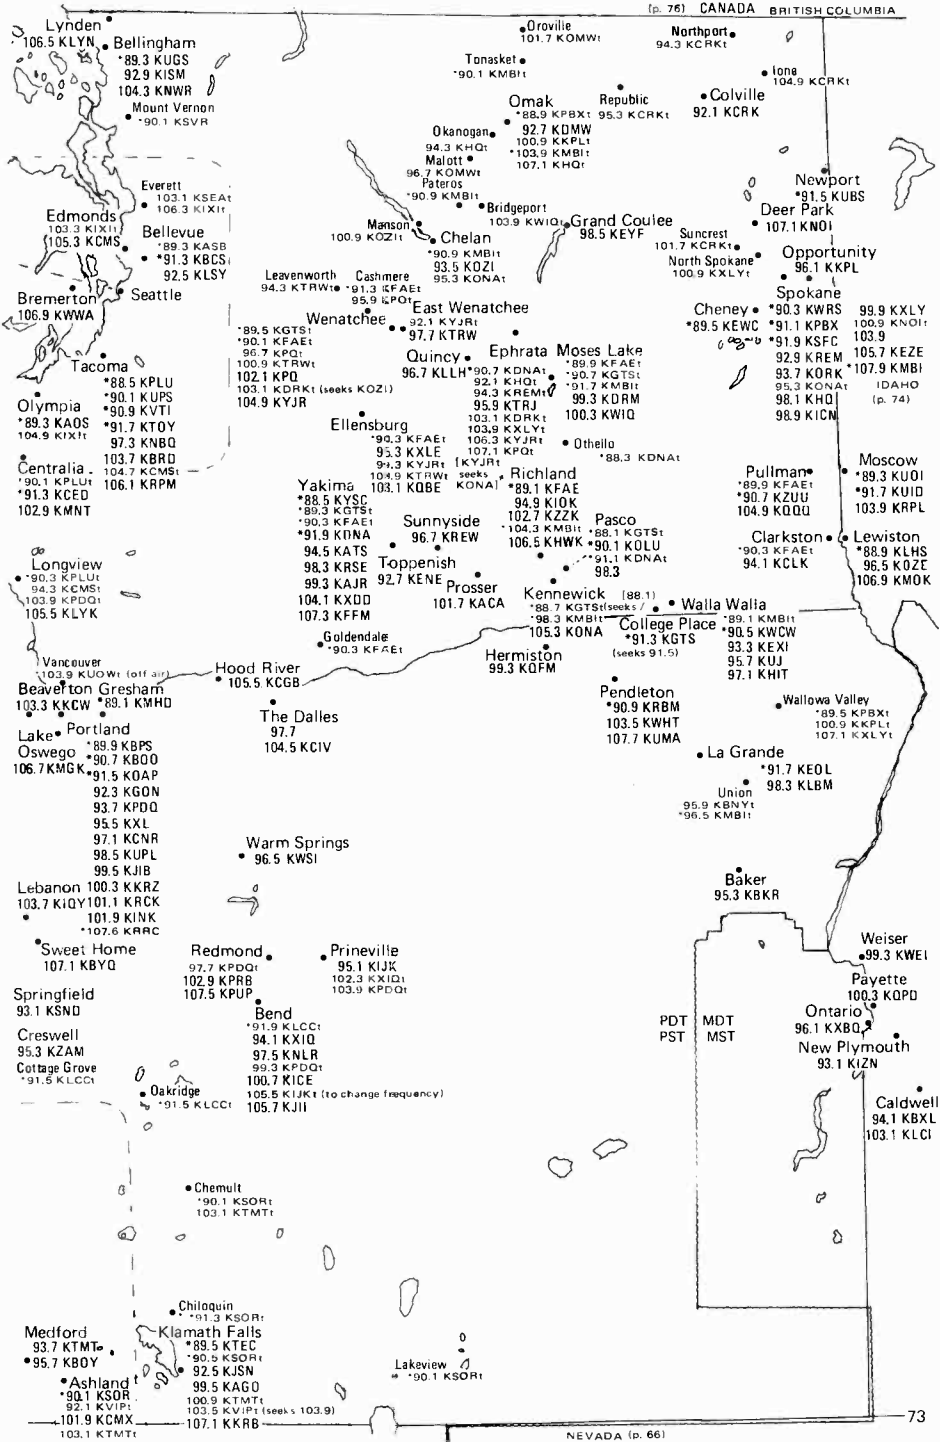 (p. 76) CANADA BRITISH COLUMBIA
Lynden
106.5 KLYN
Bellingham
*89.3 KUGS
92.9 KISM
104.3 KNWR
Mount Vernon
*90.1 KSVR
Oroville
101.7 KOMWt
Northport
94.3 KCRKt
Tonasket
*90.1 KMBIt
Ione
104.9 KCRKt
Omak
*88.9 KPBXt
92.7 KOMW
100.9 KKPLt
*103.9 KMBIt
107.1 KHQt
Republic
95.3 KCRKt
Colville
92.1 KCRK
Okanogan
94.3 KHQt
Malott
96.7 KOMWt
Pateros
*90.9 KMBIt
Bridgeport
103.9 KWIQt
Everett
103.1 KSEAt
106.3 KIXIt
Edmonds
103.3 KIXIt
105.3 KCMS
Bellevue
*89.3 KASB
*91.3 KBCS
92.5 KLSY
Manson
100.9 KOZIt
Chelan
*90.9 KMBIt
93.5 KOZI
95.3 KONAt
Grand Coulee
98.5 KEYF
Newport
*91.5 KUBS
Deer Park
107.1 KNOI
Suncrest
101.7 KCRKt
North Spokane
100.9 KXLYt
Opportunity
96.1 KKPL
Bremerton
106.9 KWWA
Seattle
Leavenworth
94.3 KTRWt
Cashmere
*91.3 KFAEt
95.9 KPQt
Wenatchee
*89.5 KGTSt
*90.1 KFAEt
96.7 KPQt
100.9 KTRWt
102.1 KPQ
103.1 KDRKt (seeks KOZI)
104.9 KYJR
East Wenatchee
92.1 KYJRt
97.7 KTRW
Quincy
96.7 KLLH
Ephrata
*90.7 KDNAt
92.1 KHQt
94.3 KREMt
95.9 KTRJ
103.1 KDRKt
103.9 KXLYt
106.3 KYJRt
107.1 KPQt
Moses Lake
*89.9 KFAEt
*90.7 KGTSt
*91.7 KMBIt
99.3 KDRM
100.3 KWIQ
Cheney
*89.5 KEWC
Spokane
*90.3 KWRS
*91.1 KPBX
*91.9 KSFC
92.9 KREM
93.7 KDRK
95.3 KONAt
98.1 KHQ
98.9 KICN
99.9 KXLY
100.9 KNOIt
103.9
105.7 KEZE
*107.9 KMBI
IDAHO
(p. 74)
Tacoma
*88.5 KPLU
*90.1 KUPS
*90.9 KVTI
*91.7 KTOY
97.3 KNBQ
103.7 KBRD
104.7 KCMSt
106.1 KRPM
Olympia
*89.3 KAOS
104.9 KIXIt
Centralia
*90.1 KPLUt
*91.3 KCED
102.9 KMNT
Ellensburg
*90.3 KFAEt
95.3 KXLE
99.3 KYJRt [KYJRt
104.9 KTRWt seeks
103.1 KQBE KONA]
Othello
*88.3 KDNAt
Yakima
*88.5 KYSC
*89.3 KGTSt
*90.3 KFAEt
*91.9 KDNA
94.5 KATS
98.3 KRSE
99.3 KAJR
104.1 KXDD
107.3 KFFM
Sunnyside
96.7 KREW
Toppenish
92.7 KENE
Prosser
101.7 KACA
Richland
*89.1 KFAE
94.9 KIOK
102.7 KZZK
*104.3 KMBIt
106.5 KHWK
Pasco
*88.1 KGTSt
*90.1 KOLU
*91.1 KDNAt
98.3
Pullman
*89.9 KFAEt
*90.7 KZUU
104.9 KQQQ
Moscow
*89.3 KUOI
*91.7 KUID
103.9 KRPL
Clarkston
*90.3 KFAEt
94.1 KCLK
Lewiston
*88.9 KLHS
96.5 KOZE
106.9 KMOK
Longview
*90.3 KPLUt
94.3 KCMSt
103.9 KPDQt
105.5 KLYK
Kennewick [88.1)
*88.7 KGTSt(seeks /
*98.3 KMBIt
105.3 KONA
Walla Walla
*89.1 KMBIt
*90.5 KWCW
93.3 KEXI
95.7 KUJ
97.1 KHIT
College Place
*91.3 KGTS
(seeks 91.5)
Goldendale
*90.3 KFAEt
Hermiston
99.3 KQFM
Vancouver
*103.9 KUOWt (off air)
Hood River
105.5 KCGB
Beaverton
103.3 KKCW
Gresham
*89.1 KMHD
The Dalles
97.7
104.5 KCIV
Pendleton
*90.9 KRBM
103.5 KWHT
107.7 KUMA
Wallowa Valley
*89.5 KPBXt
100.9 KKPLt
107.1 KXLYt
Lake
Oswego
106.7 KMGK
Portland
*89.9 KBPS
*90.7 KBOO
*91.5 KOAP
92.3 KGON
93.7 KPDQ
95.5 KXL
97.1 KCNR
98.5 KUPL
99.5 KJIB
100.3 KKRZ
101.1 KRCK
101.9 KINK
*107.6 KRRC
La Grande
*91.7 KEOL
98.3 KLBM
Union
95.9 KBNYt
*96.5 KMBIt
Warm Springs
96.5 KWSI
Lebanon
103.7 KIQY
Baker
95.3 KBKR
Sweet Home
107.1 KBYQ
Redmond
97.7 KPDQt
102.9 KPRB
107.5 KPUP
Prineville
95.1 KIJK
102.3 KXIQt
103.9 KPDQt
Weiser
99.3 KWEI
Payette
100.3 KQPD
Springfield
93.1 KSND
Bend
*91.9 KLCCt
94.1 KXIQ
97.5 KNLR
99.3 KPDQt
100.7 KICE
105.5 KIJKt (to change frequency)
105.7 KJII
PDT MDT
PST MST
Ontario
96.1 KXBQ
New Plymouth
93.1 KIZN
Creswell
95.3 KZAM
Cottage Grove
*91.5 KLCCt
Oakridge
*91.5 KLCCt
Caldwell
94.1 KBXL
103.1 KLCI
Chemult
*90.1 KSORt
103.1 KTMTt
Chiloquin
*91.3 KSORt
Medford
93.7 KTMT
*95.7 KBOY
Klamath Falls
*89.5 KTEC
*90.5 KSORt
92.5 KJSN
99.5 KAGO
100.9 KTMTt
103.5 KVIPt (seeks 103.9)
107.1 KKRB
Lakeview
*90.1 KSORt
Ashland
*90.1 KSOR
92.1 KVIPt
101.9 KCMX
103.1 KTMTt
73
NEVADA (p. 66)